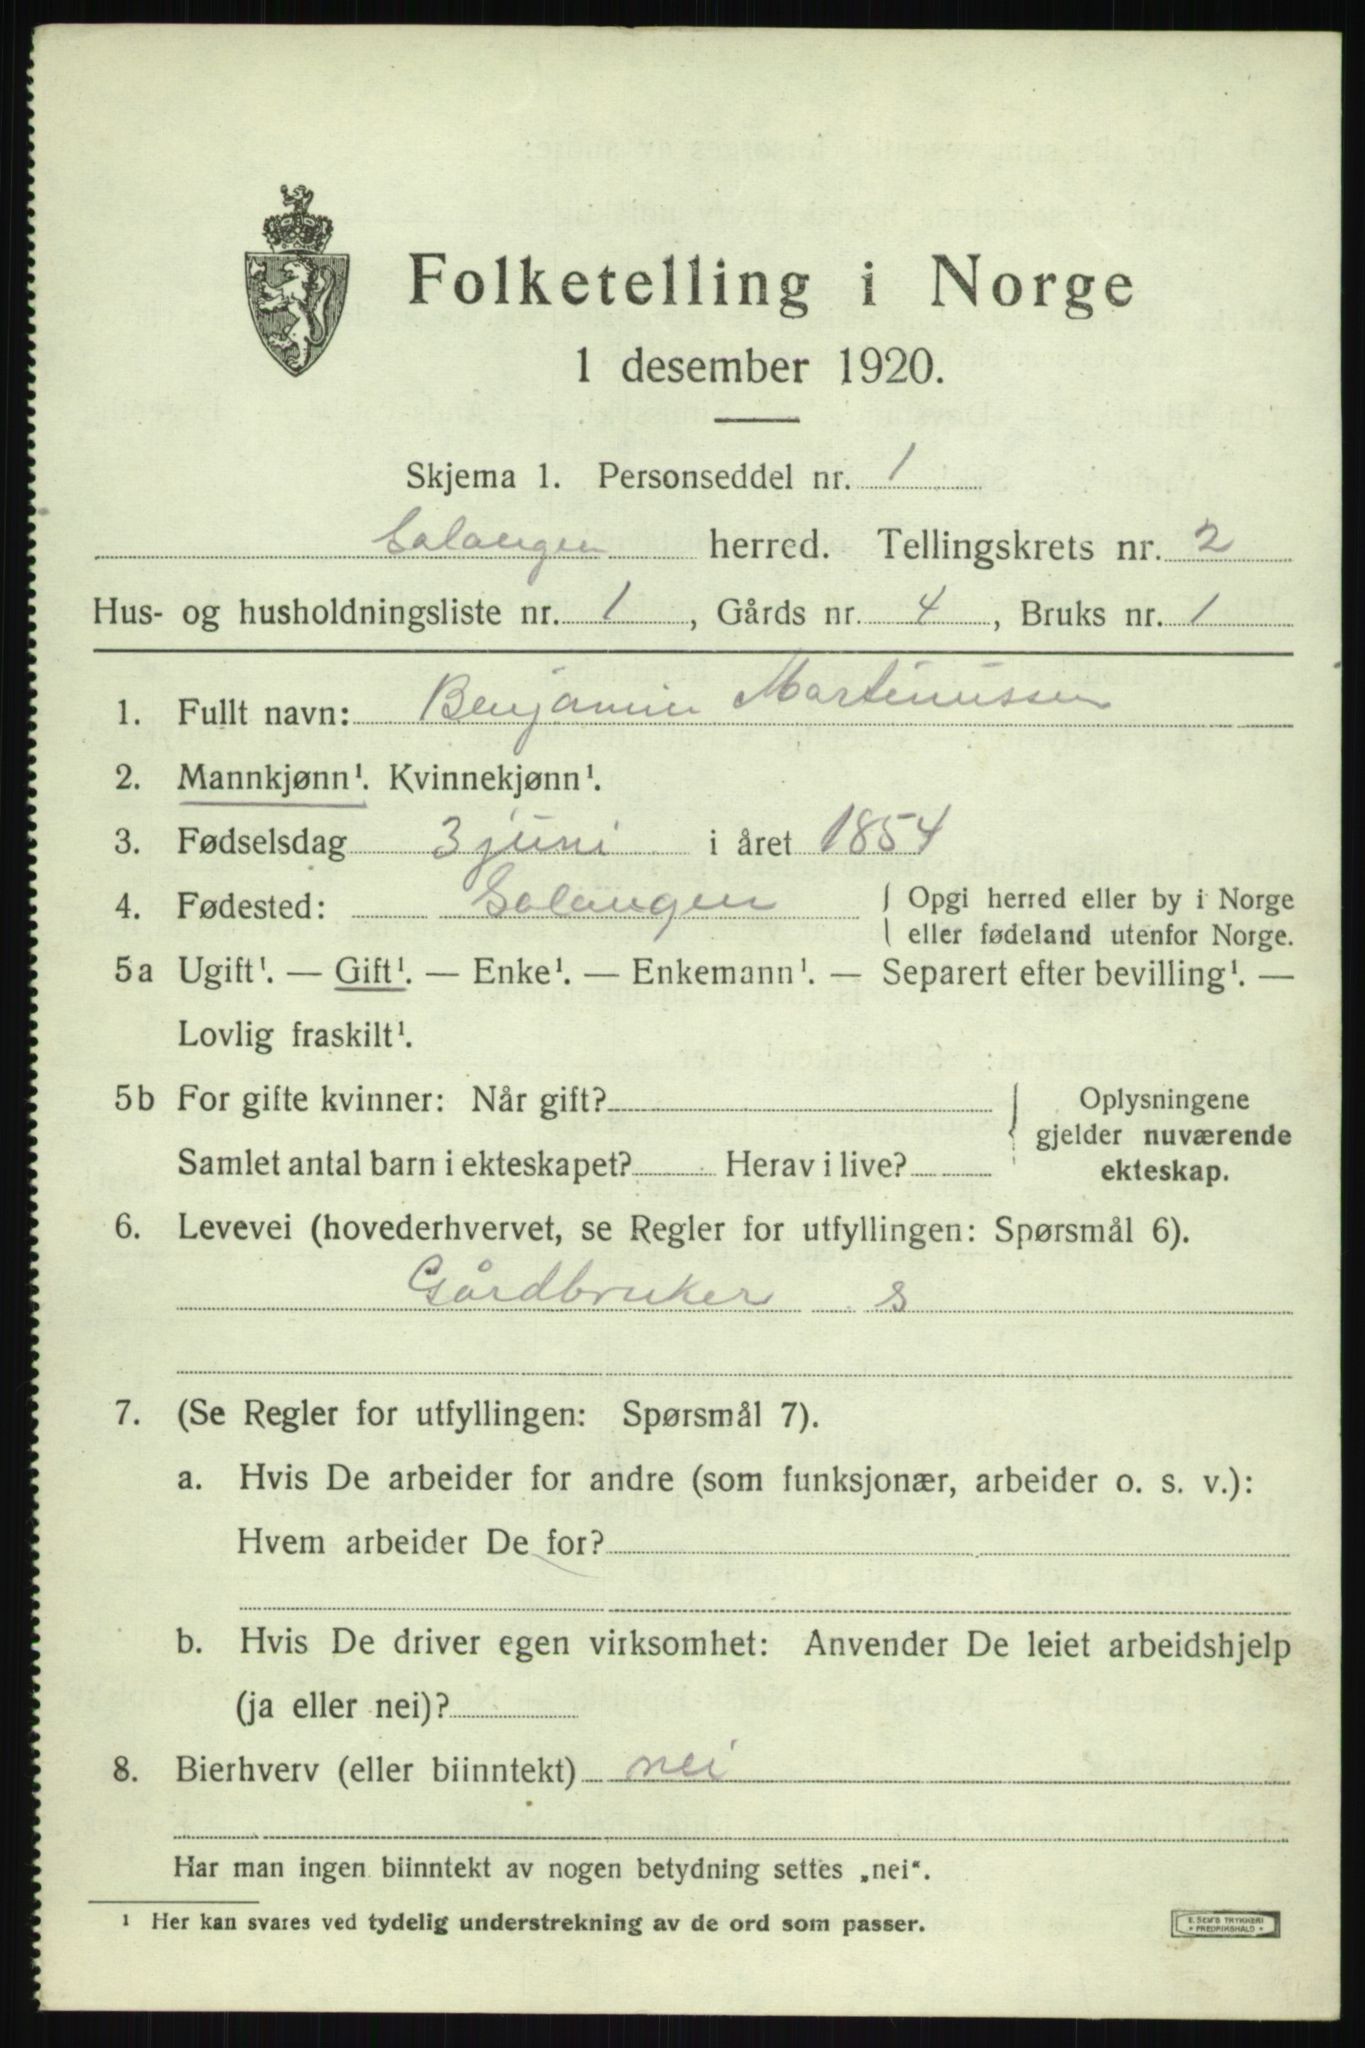 Folketelling i Norge
1 desember 1920.
Skjema 1. Personseddel nr. 1
Salangen herred. Tellingskrets nr. 2
Hus- og husholdningsliste nr. 1, Gårds nr. 4, Bruks nr. 1
1. Fullt navn: Benjamin Martinussen
2. Mannkjønn¹. Kvinnekjønn¹.
3. Fødselsdag 3 juni i året 1854
4. Fødested: Salangen { Opgi herred eller by i Norge
eller fødeland utenfor Norge.
5a Ugift¹. — Gift¹. — Enke¹. — Enkemann¹. — Separert efter bevilling¹. —
Lovlig fraskilt¹.
5b For gifte kvinner: Når gift? { Oplysningene
gjelder nuværende
Samlet antal barn i ekteskapet? Herav i live? ekteskap.
6. Levevei (hovederhvervet, se Regler for utfyllingen: Spørsmål 6).
Gårdbruker s
7. (Se Regler for utfyllingen: Spørsmål 7).
a. Hvis De arbeider for andre (som funksjonær, arbeider o. s. v.):
Hvem arbeider De for?
b. Hvis De driver egen virksomhet: Anvender De leiet arbeidshjelp
(ja eller nei)?
8. Bierhverv (eller biinntekt) nei
Har man ingen biinntekt av nogen betydning settes „nei“.
¹ Her kan svares ved tydelig understrekning av de ord som passer.
E. SEM'S TRYKKERI
* FREDRIKSHALD *